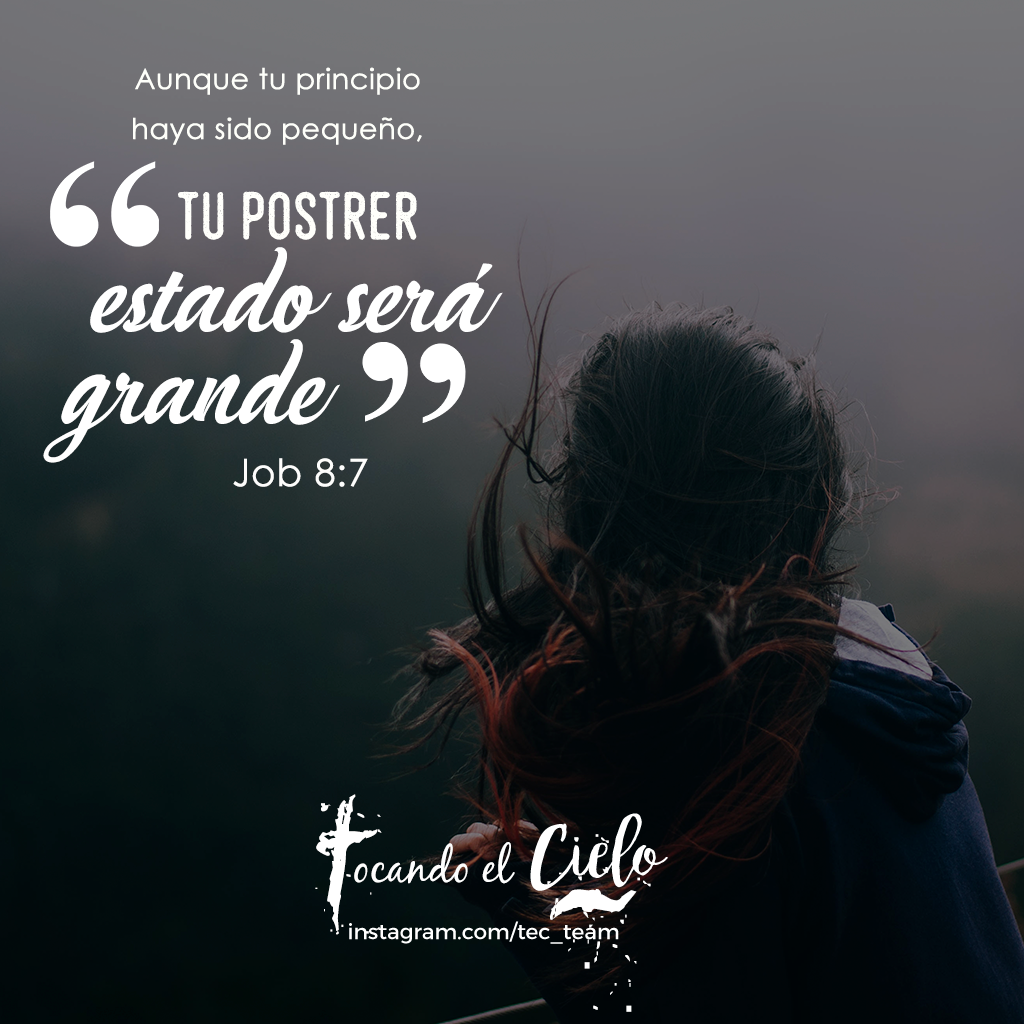 Aunque tu principio
haya sido pequeño,
“ TU POSTRER
estado será
grande ”
Job 8:7
tocando el Cielo
instagram.com/tec_team